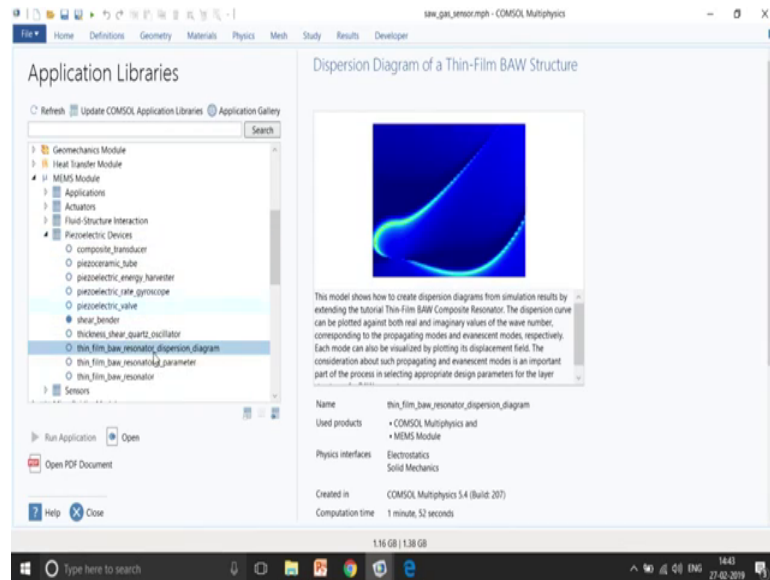 saw_gas_sensor.mph - COMSOL Multiphysics
File Home Definitions Geometry Materials Physics Mesh Study Results Developer
Application Libraries
Refresh Update COMSOL Application Libraries Application Gallery
Search
Geomechanics Module
Heat Transfer Module
MEMS Module
Applications
Actuators
Fluid-Structure Interaction
Piezoelectric Devices
composite_transducer
piezoceramic_tube
piezoelectric_energy_harvester
piezoelectric_rate_gyroscope
piezoelectric_valve
shear_bender
thickness_shear_quartz_oscillator
thin_film_baw_resonator_dispersion_diagram
thin_film_baw_resonator parameter
thin_film_baw_resonator
Sensors
Run Application Open
Open PDF Document
Help Close
Dispersion Diagram of a Thin-Film BAW Structure
This model shows how to create dispersion diagrams from simulation results by
extending the tutorial Thin-Film BAW Composite Resonator. The dispersion curve
can be plotted against both real and imaginary values of the wave number,
corresponding to the propagating modes and evanescent modes, respectively.
Each mode can also be visualized by plotting its displacement field. The
consideration about such propagating and evanescent modes is an important
part of the process in selecting appropriate design parameters for the layer
Name thin_film_baw_resonator_dispersion_diagram
Used products • COMSOL Multiphysics and
• MEMS Module
Physics interfaces Electrostatics
Solid Mechanics
Created in COMSOL Multiphysics 5.4 (Build: 207)
Computation time 1 minute, 52 seconds
1.16 GB | 1.38 GB
Type here to search
ENG 14:43
27-02-2019